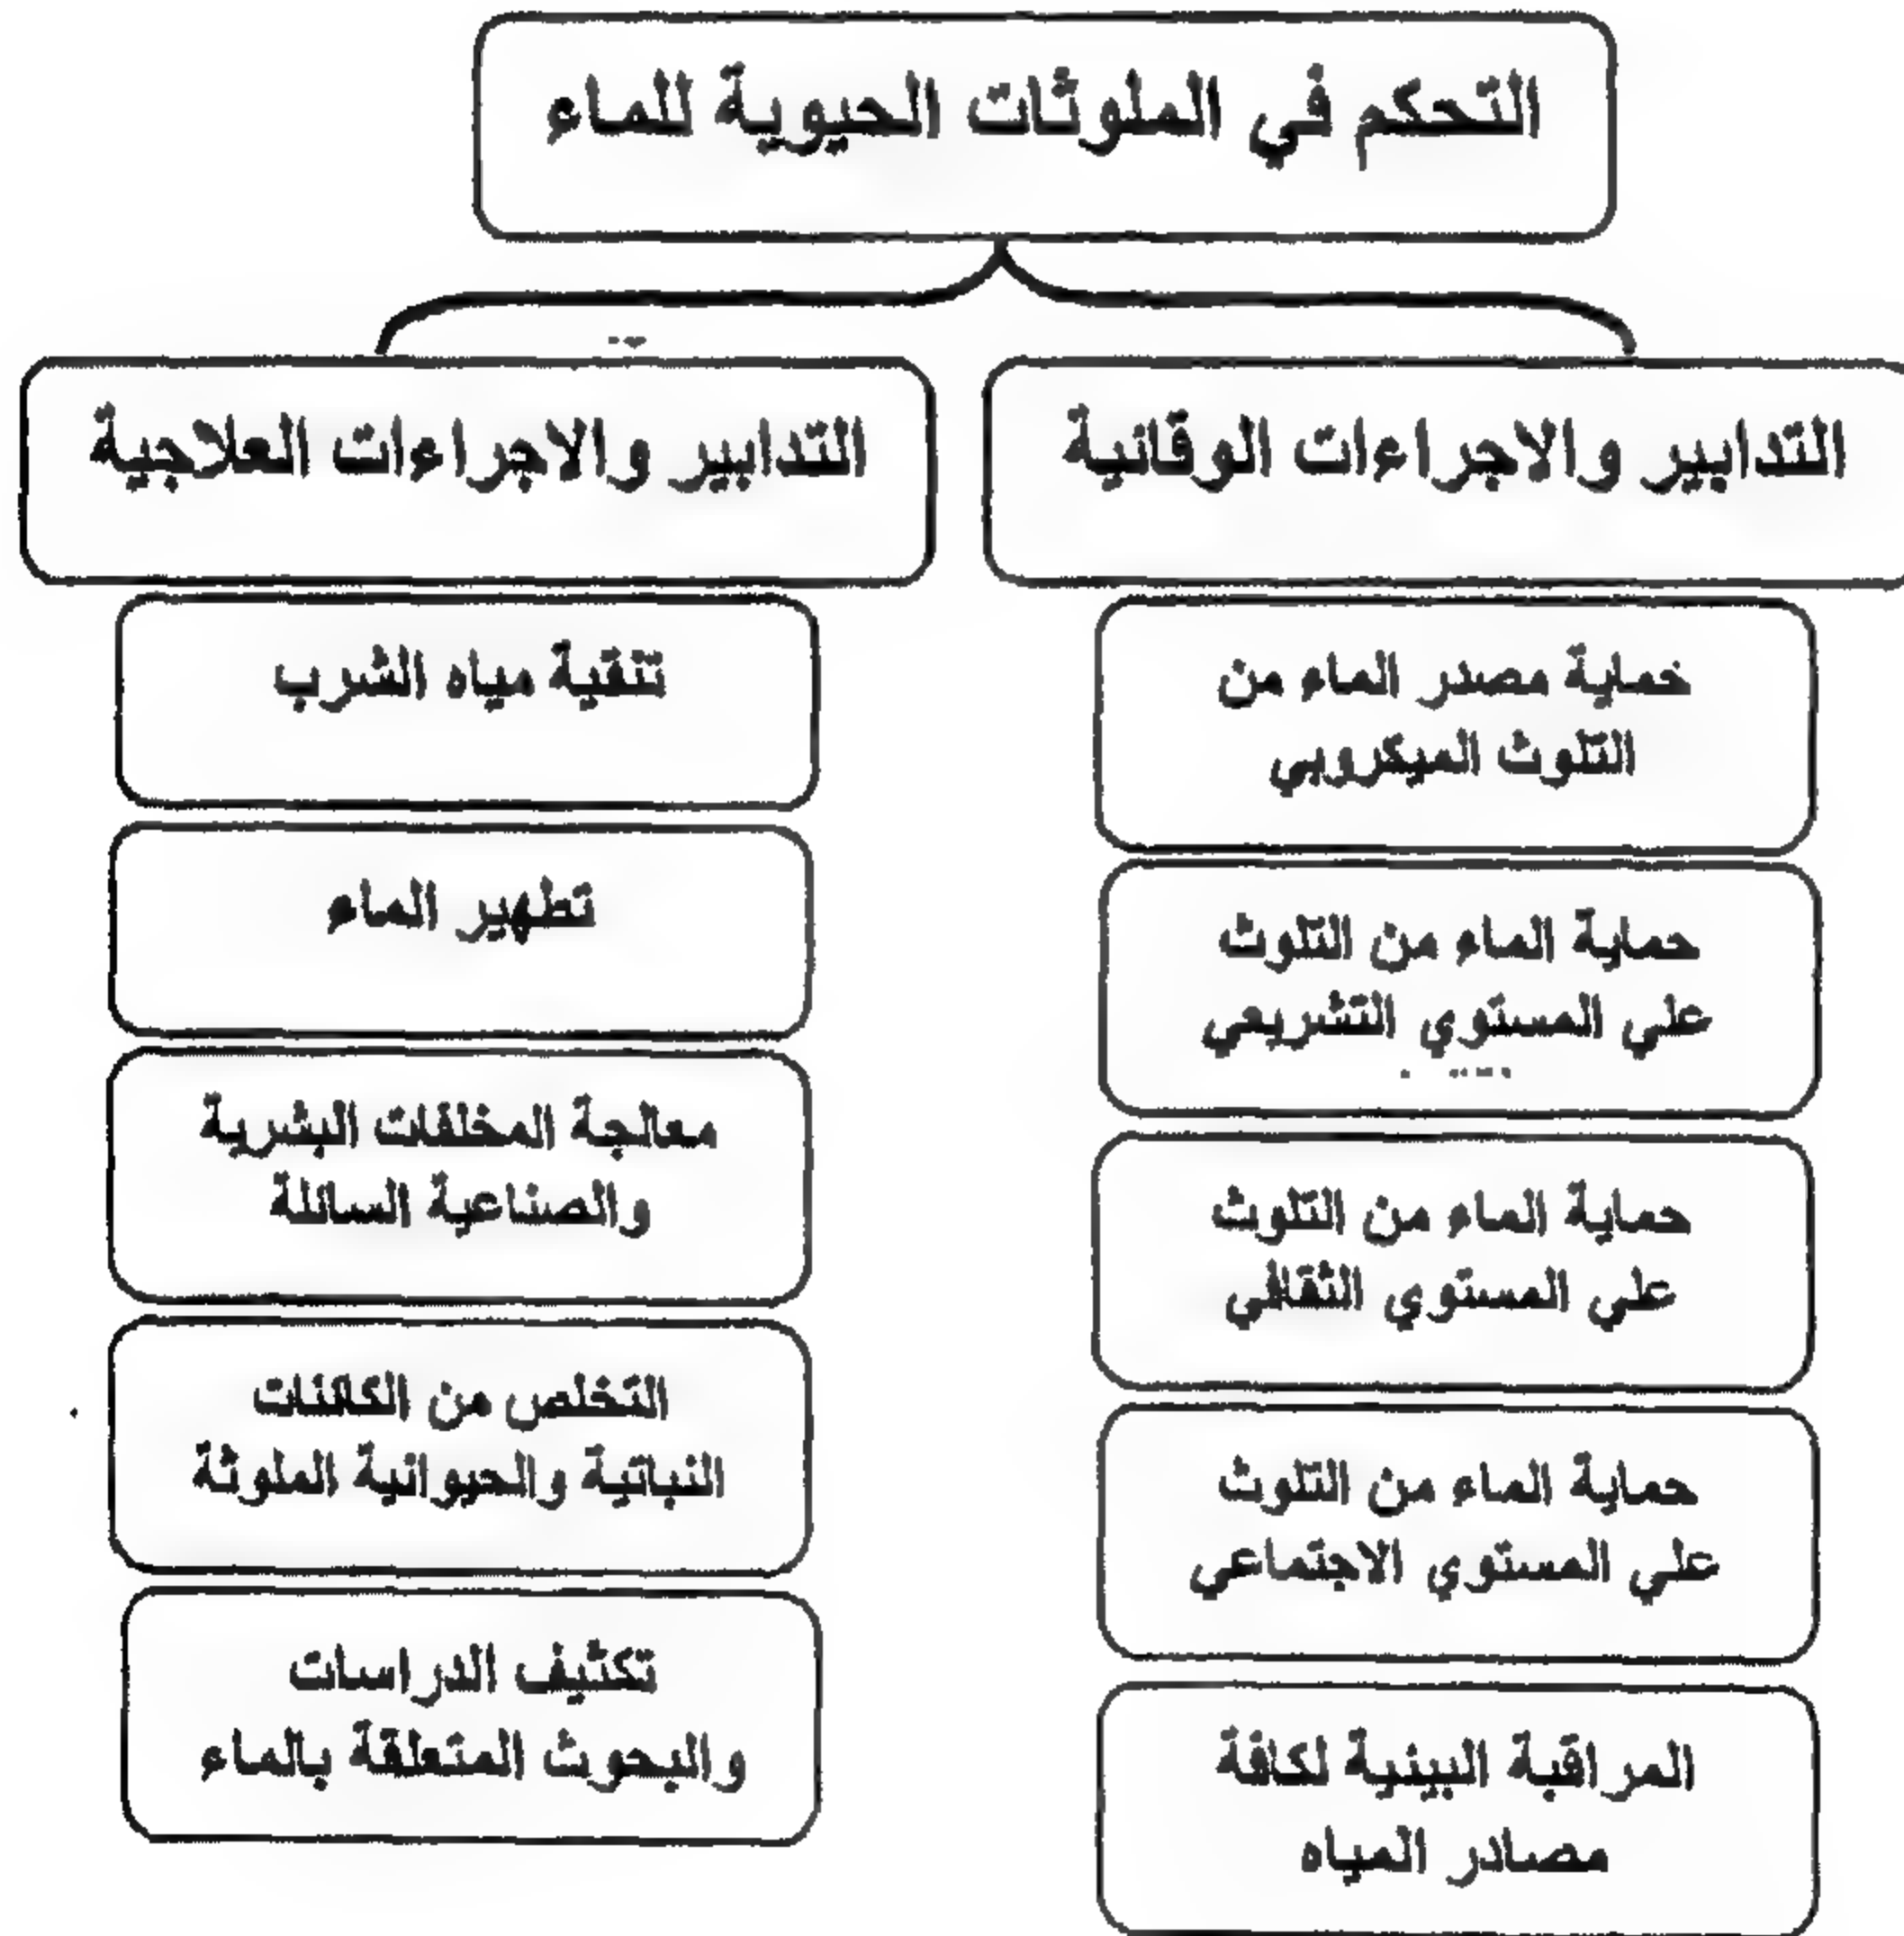 التحكم في الملوثات الحيوية للماء
التدابير والاجراءات الوقائية
حماية مصدر الماء من
التلوث الميكروبي
حماية الماء من التلوث
علي المستوي التشريعي
حماية الماء من التلوث
علي المستوي الثقافي
حماية الماء من التلوث
علي المستوي الاجتماعي
المراقبة البيئية لكافة
مصادر المياه
التدابير والاجراءات العلاجية
تنقية مياه الشرب
تطهير الماء
معالجة المخلفات البشرية
والصناعية السائلة
التخلص من الكائنات
النباتية والحيوانية الملوثة
تكثيف الدراسات
والبحوث المتعلقة بالماء